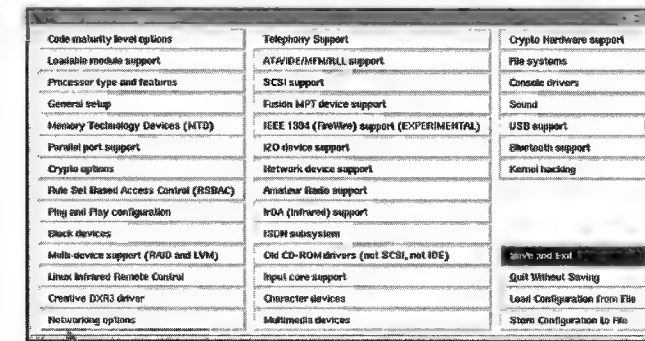 Code maturity level options
Loadable module support
Processor type and features
General setup
Memory Technology Devices (MTD)
Parallel port support
Crypto options
Rule Set Based Access Control (RSBAC)
Plug and Play configuration
Block devices
Multi-device support (RAID and LVM)
Linux Infrared Remote Control
Creative DXR3 driver
Networking options
Telephony Support
ATA/IDE/MFM/RLL support
SCSI support
Fusion MPT device support
IEEE 1394 (FireWire) support (EXPERIMENTAL)
I2O device support
Network device support
Amateur Radio support
IrDA (infrared) support
ISDN subsystem
Old CD-ROM drivers (not SCSI, not IDE)
Input core support
Character devices
Multimedia devices
Crypto Hardware support
File systems
Console drivers
Sound
USB support
Bluetooth support
Kernel hacking
Save and Exit
Quit Without Saving
Load Configuration from File
Store Configuration to File